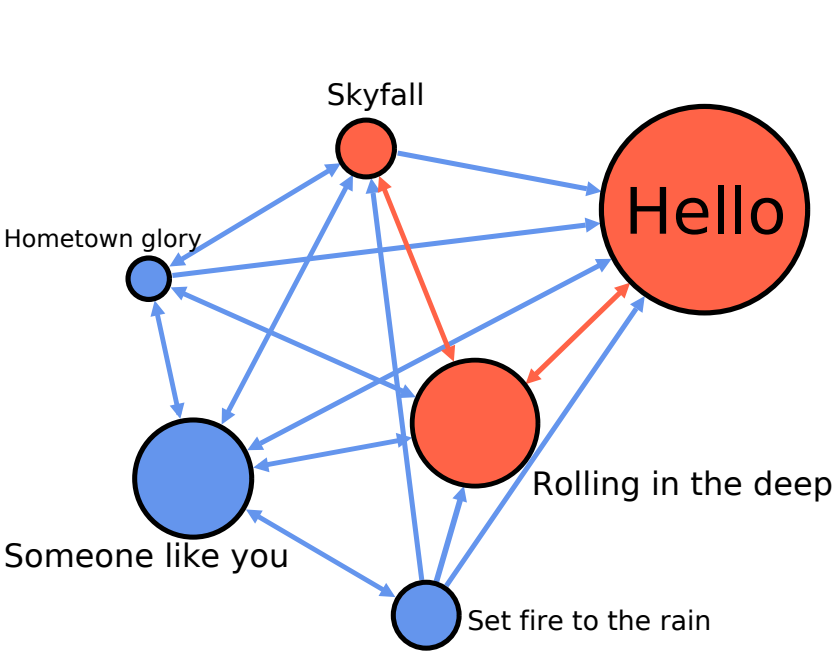 Skyfall
Hello
Hometown glory
Rolling in the deep
Someone like you
Set fire to the rain